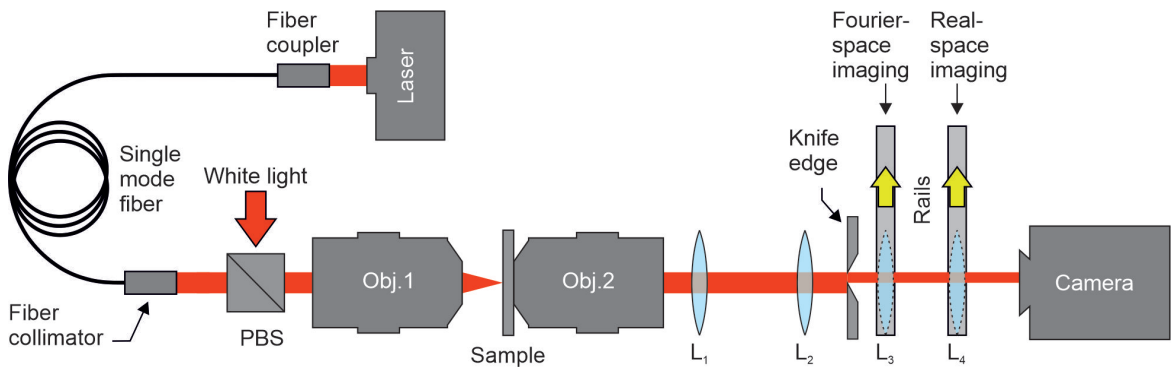 Fiber
coupler
Laser
Fourier-
space
imaging
Real-
space
imaging
Single
mode
fiber
White light
Knife
edge
Rails
Obj.1
Obj.2
Camera
Fiber
collimator
PBS
Sample
L₁
L₂
L₃
L₄